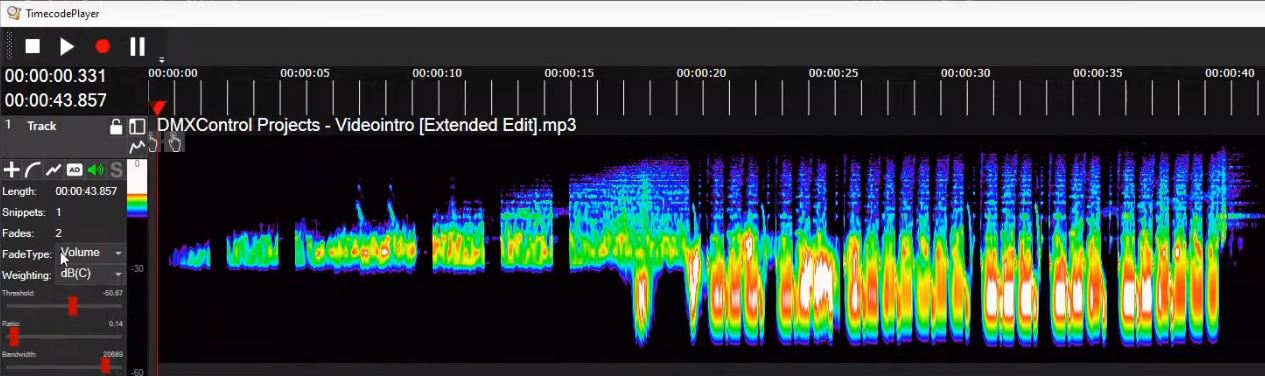 TimecodePlayer
00:00:00.331
00:00:43.857
00:00:00 00:00:05 00:00:10 00:00:15 00:00:20 00:00:25 00:00:30 00:00:35 00:00:40
1 Track
DMXControl Projects - Videointro [Extended Edit].mp3
AD S
0
Length: 00:00:43.857
Snippets: 1
Fades: 2
FadeType: Volume
-30
Weighting: dB(C)
Threshold: -50.67
Ratio: 0.14
Bandwidth: 20689
-60